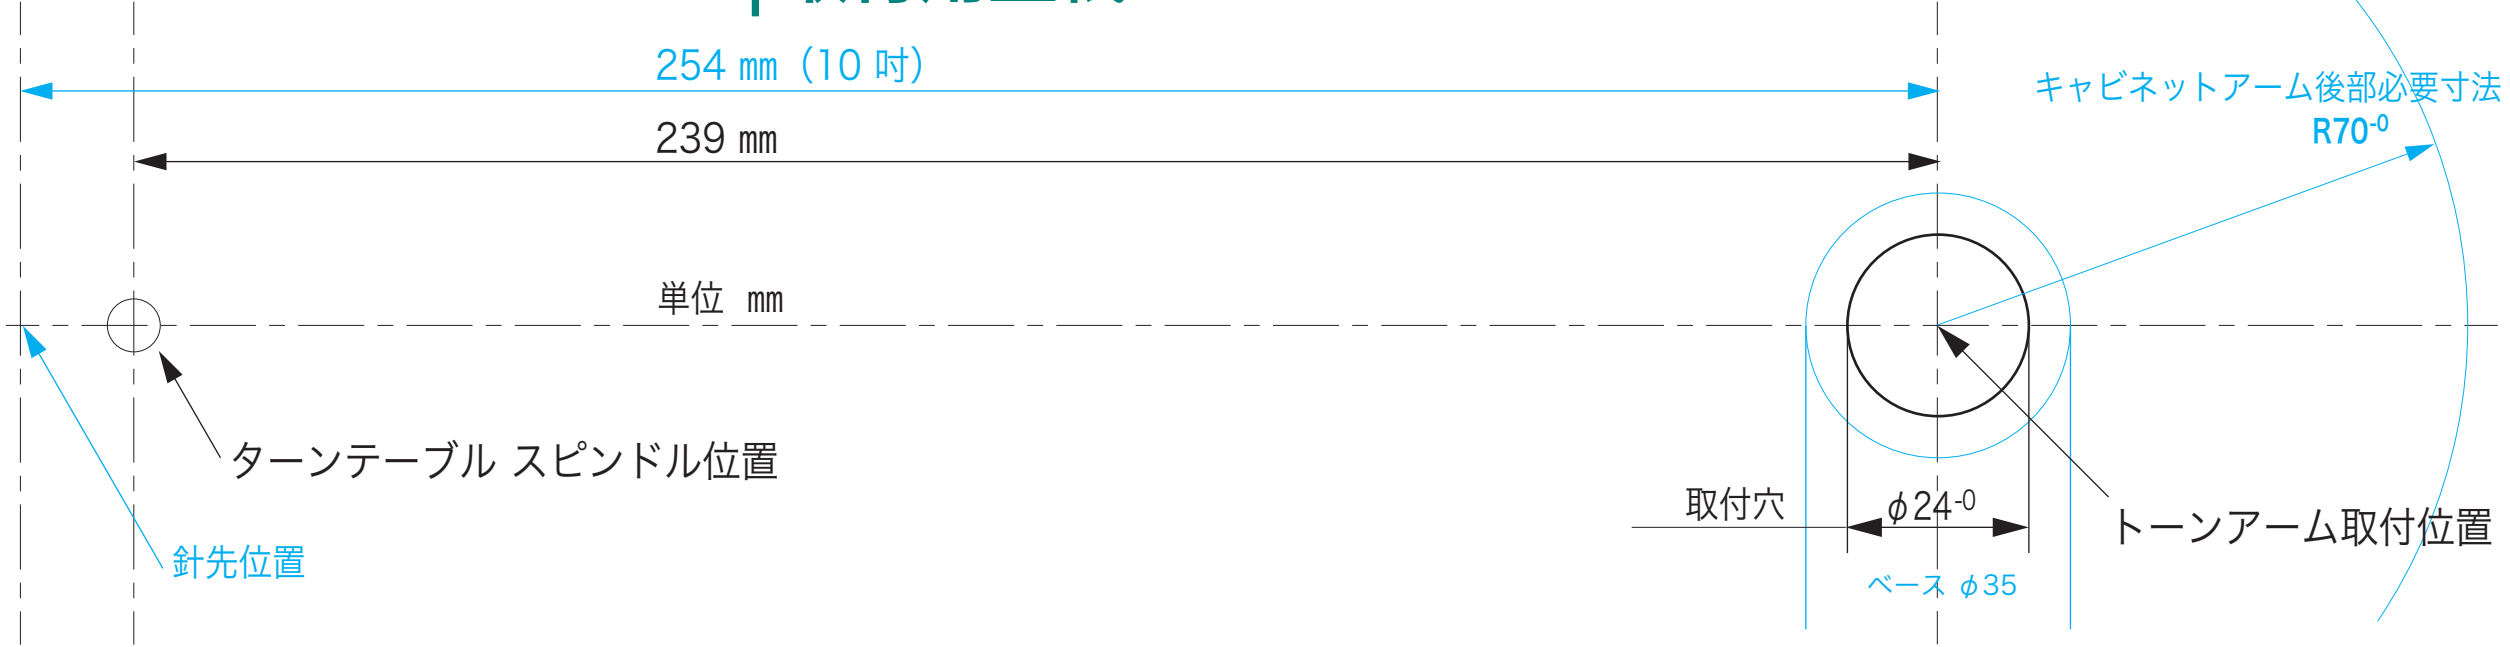 254 ㎜（10 吋）
キャビネットアーム後部必要寸法
R70⁻⁰
239 ㎜
単位 ㎜
ターンテーブル スピンドル位置
取付穴 φ24⁻⁰
トーンアーム取付位置
針先位置
ベース φ35